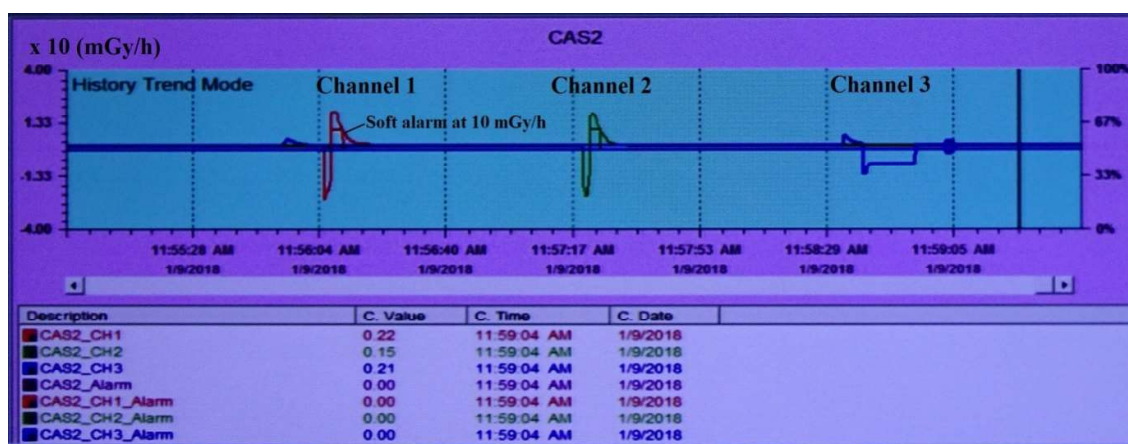 CAS2
x 10 (mGy/h)
4.00
100%
History Trend Mode
Channel 1
Channel 2
Channel 3
1.33
Soft alarm at 10 mGy/h
67%
-1.33
33%
-4.00
0%
11:55:28 AM 11:56:04 AM 11:56:40 AM 11:57:17 AM 11:57:53 AM 11:58:29 AM 11:59:05 AM
1/9/2018 1/9/2018 1/9/2018 1/9/2018 1/9/2018 1/9/2018 1/9/2018
Description C. Value C. Time C. Date
CAS2_CH1 0.22 11:59:04 AM 1/9/2018
CAS2_CH2 0.15 11:59:04 AM 1/9/2018
CAS2_CH3 0.21 11:59:04 AM 1/9/2018
CAS2_Alarm 0.00 11:59:04 AM 1/9/2018
CAS2_CH1_Alarm 0.00 11:59:04 AM 1/9/2018
CAS2_CH2_Alarm 0.00 11:59:04 AM 1/9/2018
CAS2_CH3_Alarm 0.00 11:59:04 AM 1/9/2018